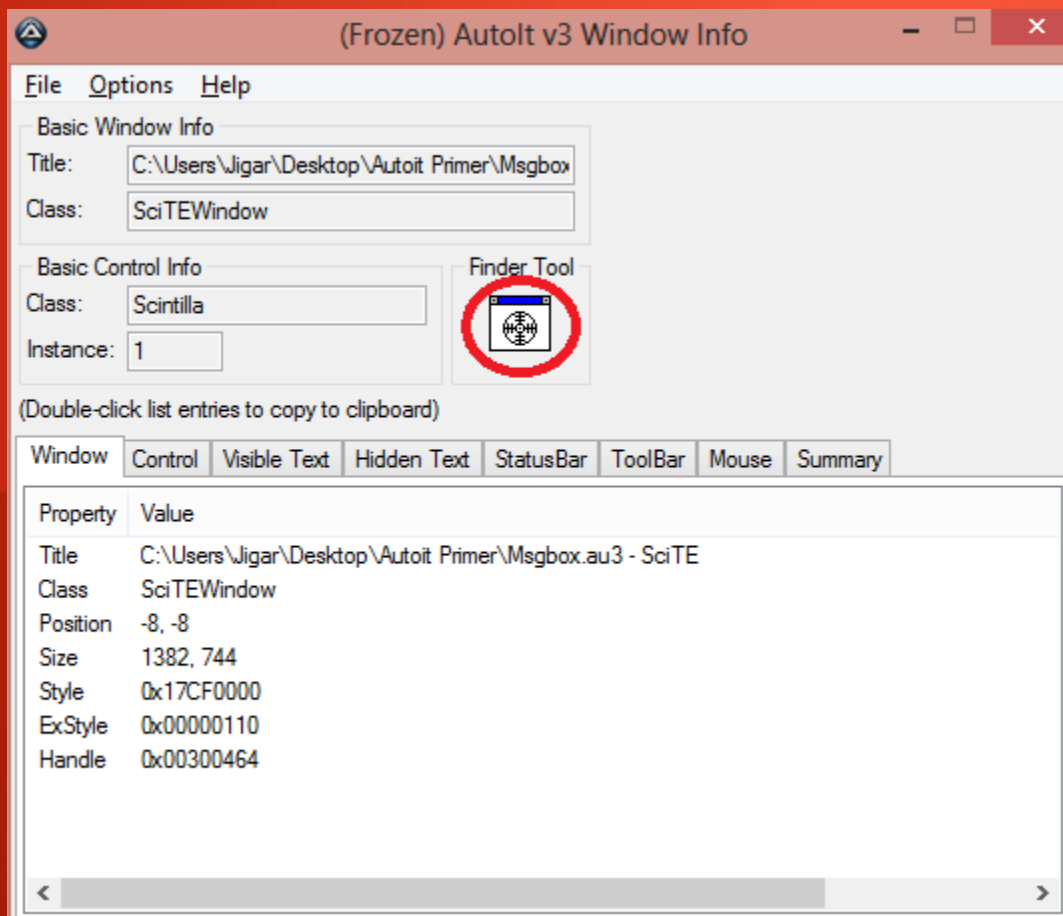 (Frozen) AutoIt v3 Window Info
File Options Help
Basic Window Info
Title: C:\Users\Jigar\Desktop\Autoit Primer\Msgbox
Class: SciTEWindow
Basic Control Info
Class: Scintilla
Instance: 1
Finder Tool
(Double-click list entries to copy to clipboard)
Window Control Visible Text Hidden Text StatusBar ToolBar Mouse Summary
Property Value
Title C:\Users\Jigar\Desktop\Autoit Primer\Msgbox.au3 - SciTE
Class SciTEWindow
Position -8, -8
Size 1382, 744
Style 0x17CF0000
ExStyle 0x00000110
Handle 0x00300464